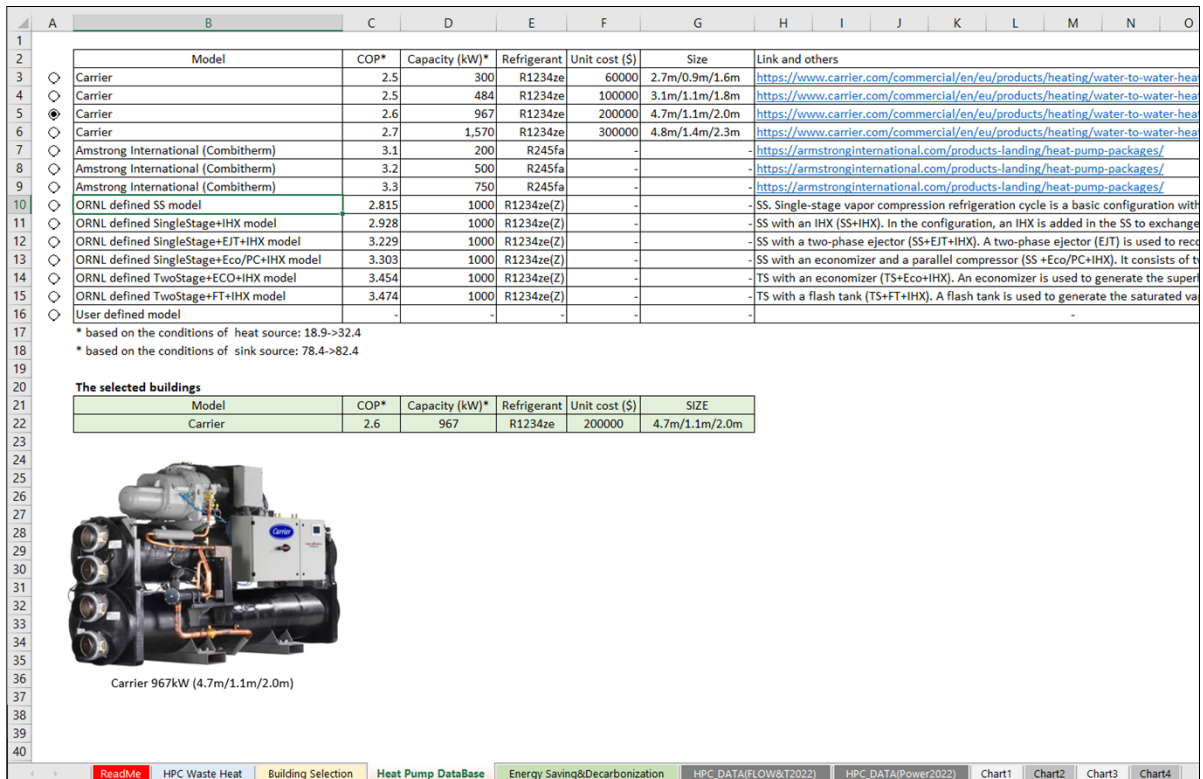 A B C D E F G H I J K L M N O
1
2 Model COP* Capacity (kW)* Refrigerant Unit cost ($) Size Link and others
3 Carrier 2.5 300 R1234ze 60000 2.7m/0.9m/1.6m https://www.carrier.com/commercial/en/eu/products/heating/water-to-water-heat
4 Carrier 2.5 484 R1234ze 100000 3.1m/1.1m/1.8m https://www.carrier.com/commercial/en/eu/products/heating/water-to-water-heat
5 Carrier 2.6 967 R1234ze 200000 4.7m/1.1m/2.0m https://www.carrier.com/commercial/en/eu/products/heating/water-to-water-heat
6 Carrier 2.7 1,570 R1234ze 300000 4.8m/1.4m/2.3m https://www.carrier.com/commercial/en/eu/products/heating/water-to-water-heat
7 Amstrong International (Combitherm) 3.1 200 R245fa - - https://armstronginternational.com/products-landing/heat-pump-packages/
8 Amstrong International (Combitherm) 3.2 500 R245fa - - https://armstronginternational.com/products-landing/heat-pump-packages/
9 Amstrong International (Combitherm) 3.3 750 R245fa - - https://armstronginternational.com/products-landing/heat-pump-packages/
10 ORNL defined SS model 2.815 1000 R1234ze(Z) - - SS. Single-stage vapor compression refrigeration cycle is a basic configuration with
11 ORNL defined SingleStage+IHX model 2.928 1000 R1234ze(Z) - - SS with an IHX (SS+IHX). In the configuration, an IHX is added in the SS to exchange
12 ORNL defined SingleStage+EJT+IHX model 3.229 1000 R1234ze(Z) - - SS with a two-phase ejector (SS+EJT+IHX). A two-phase ejector (EJT) is used to reco
13 ORNL defined SingleStage+Eco/PC+IHX model 3.303 1000 R1234ze(Z) - - SS with an economizer and a parallel compressor (SS +Eco/PC+IHX). It consists of t
14 ORNL defined TwoStage+ECO+IHX model 3.454 1000 R1234ze(Z) - - TS with an economizer (TS+Eco+IHX). An economizer is used to generate the superh
15 ORNL defined TwoStage+FT+IHX model 3.474 1000 R1234ze(Z) - - TS with a flash tank (TS+FT+IHX). A flash tank is used to generate the saturated va
16 User defined model - - - - - -
17 * based on the conditions of heat source: 18.9->32.4
18 * based on the conditions of sink source: 78.4->82.4
19
20 The selected buildings
21 Model COP* Capacity (kW)* Refrigerant Unit cost ($) SIZE
22 Carrier 2.6 967 R1234ze 200000 4.7m/1.1m/2.0m
23
24
25
26
27
28 Carrier
29
30
31
32
33
34
35
36 Carrier 967kW (4.7m/1.1m/2.0m)
37
38
39
40
ReadMe HPC Waste Heat Building Selection Heat Pump DataBase Energy Saving&Decarbonization HPC_DATA(FLOW&T2022) HPC_DATA(Power2022) Chart1 Chart2 Chart3 Chart4